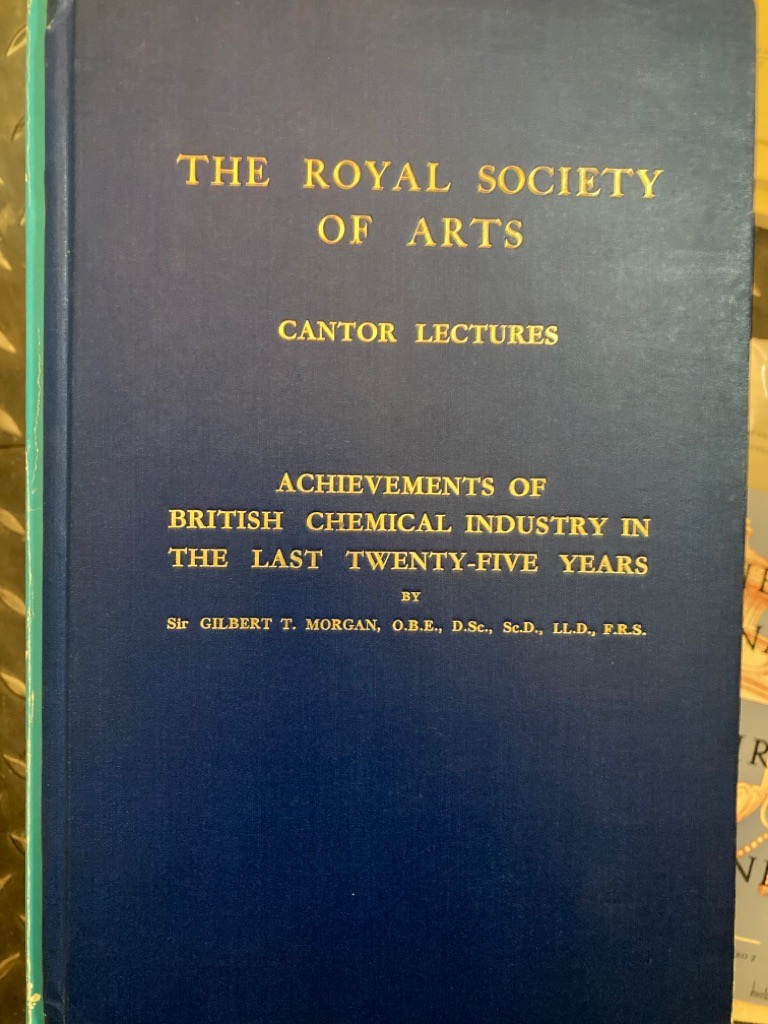 THE ROYAL SOCIETY
OF ARTS
CANTOR LECTURES
ACHIEVEMENTS OF
BRITISH CHEMICAL INDUSTRY IN
THE LAST TWENTY-FIVE YEARS
BY
Sir GILBERT T. MORGAN, O.B.E., D.Sc., Sc.D., LL.D., F.R.S.